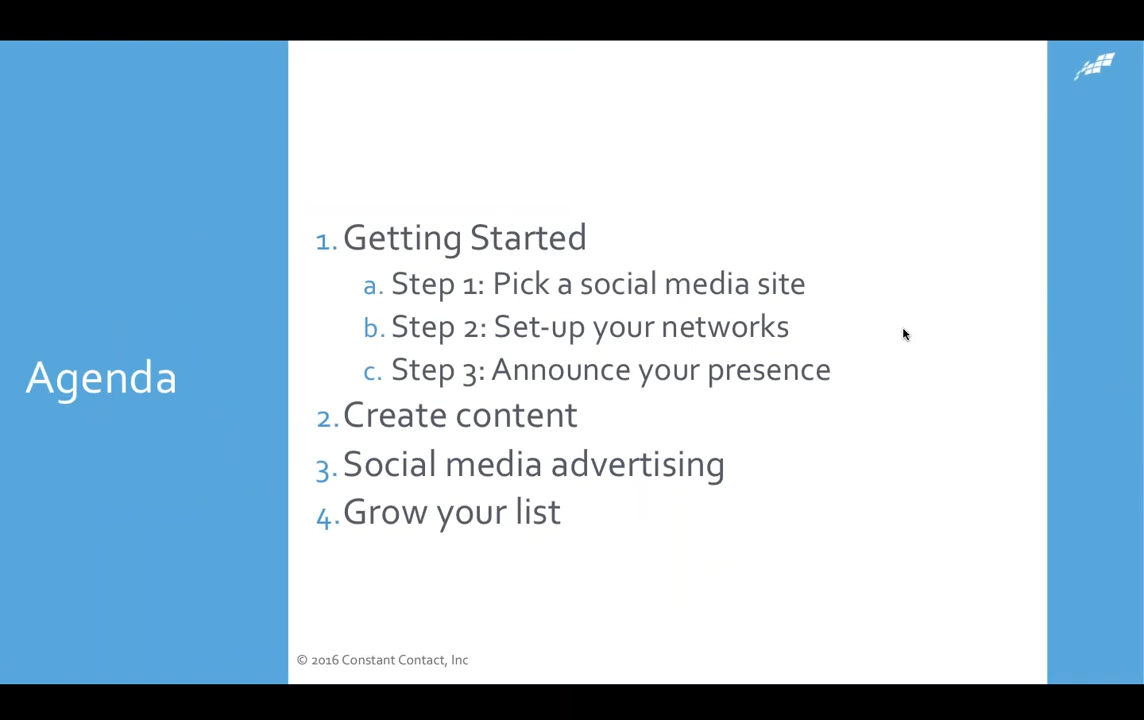 Agenda
1. Getting Started
a. Step 1: Pick a social media site
b. Step 2: Set-up your networks
c. Step 3: Announce your presence
2. Create content
3. Social media advertising
4. Grow your list
© 2016 Constant Contact, Inc